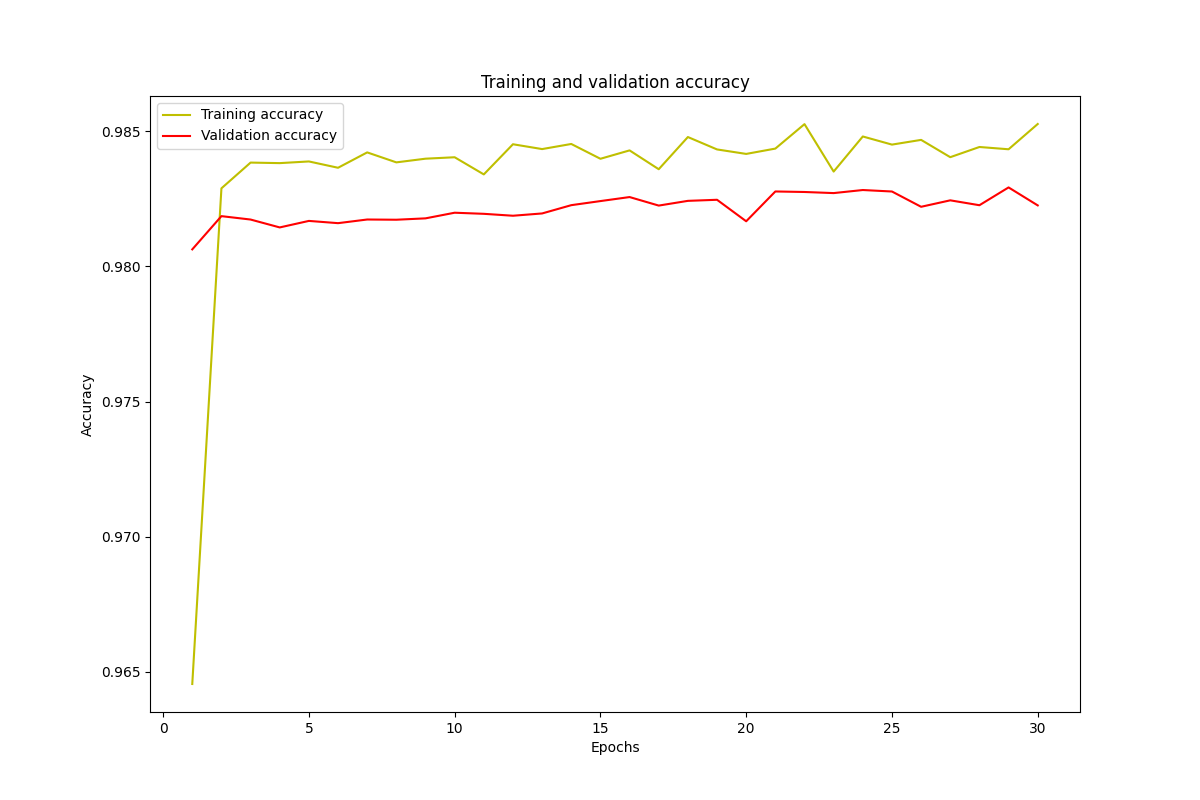 Training and validation accuracy
Training accuracy
Validation accuracy
0.985
0.980
0.975
0.970
0.965
Accuracy
0 5 10 15 20 25 30
Epochs